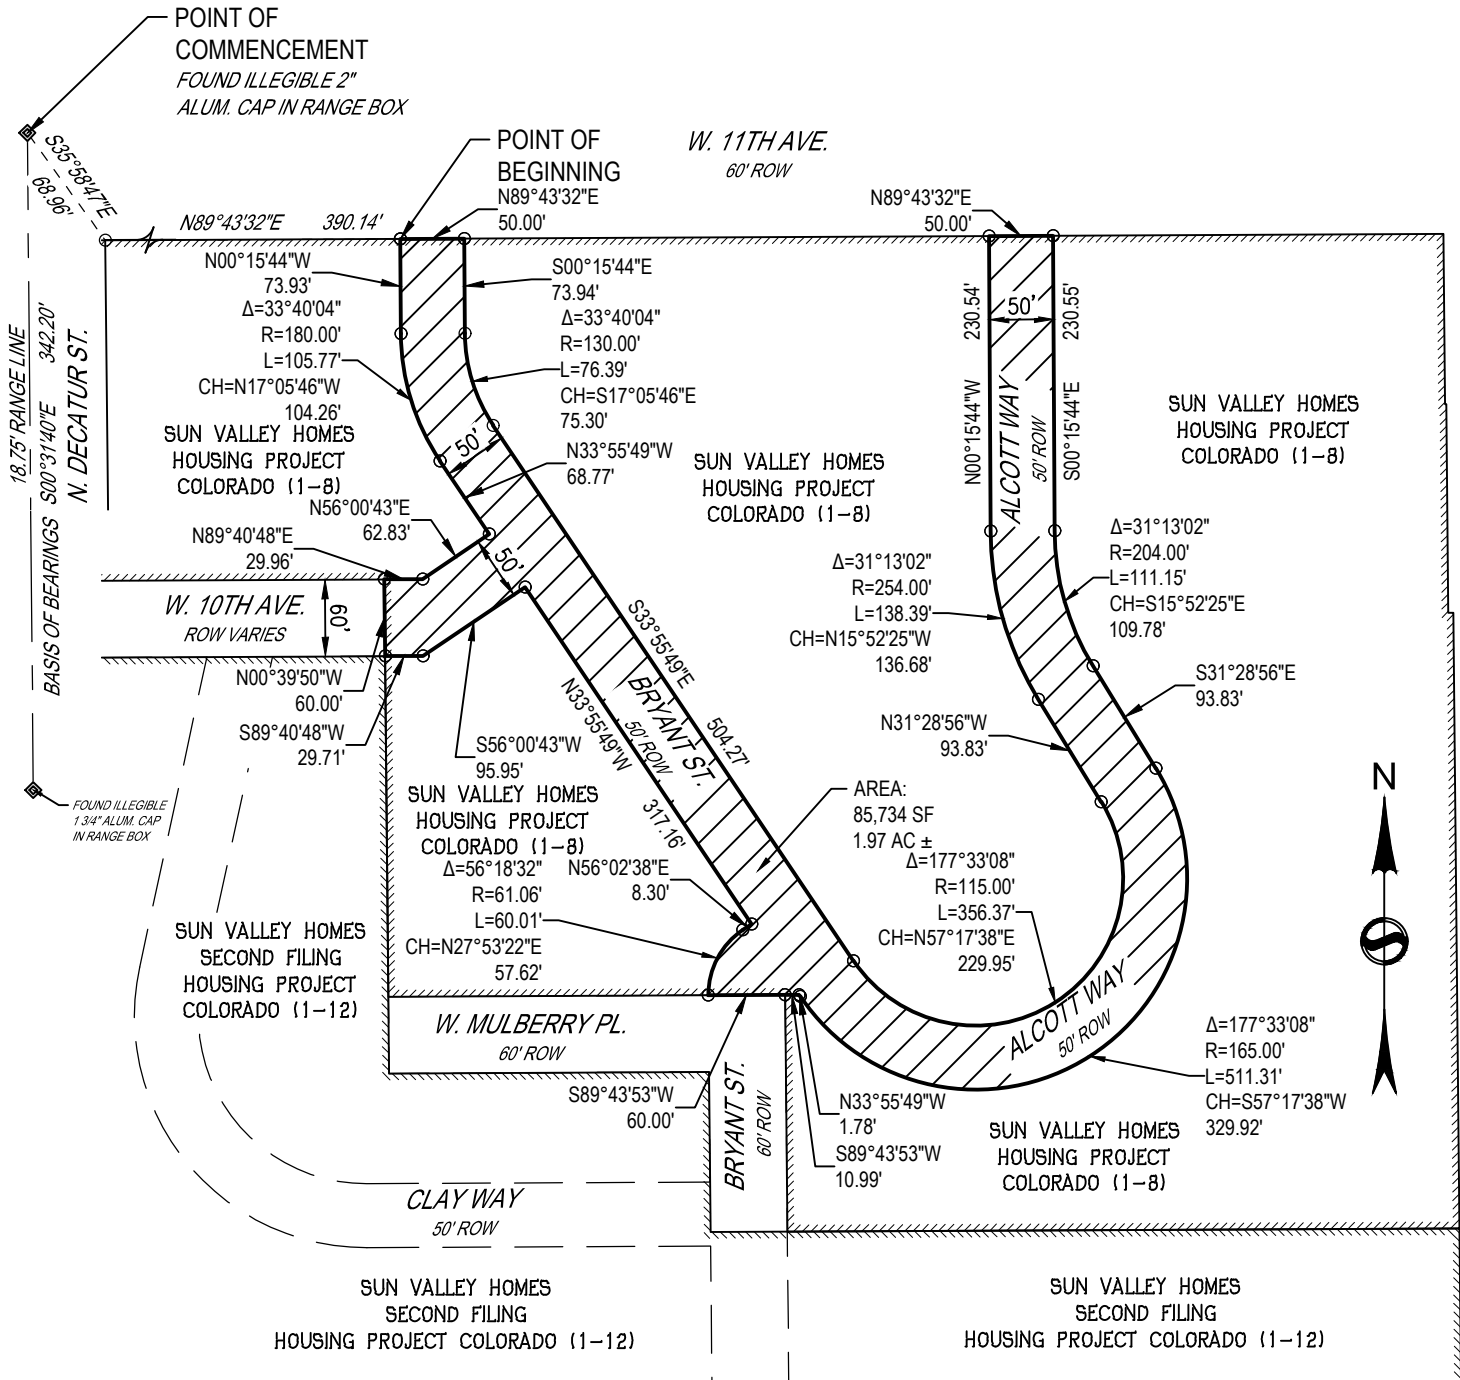 POINT OF
COMMENCEMENT
FOUND ILLEGIBLE 2"
ALUM. CAP IN RANGE BOX
S35°58'47"E
68.96'
POINT OF
BEGINNING
W. 11TH AVE.
60' ROW
N89°43'32"E 390.14'
N89°43'32"E
50.00'
N89°43'32"E
50.00'
N00°15'44"W
73.93'
Δ=33°40'04"
R=180.00'
L=105.77'
CH=N17°05'46"W
104.26'
S00°15'44"E
73.94'
Δ=33°40'04"
R=130.00'
L=76.39'
CH=S17°05'46"E
75.30'
N33°55'49"W
68.77'
50'
18.75' RANGE LINE
BASIS OF BEARINGS S00°31'40"E 342.20'
N. DECATUR ST.
SUN VALLEY HOMES
HOUSING PROJECT
COLORADO (1-8)
N56°00'43"E
62.83'
N89°40'48"E
29.96'
50'
W. 10TH AVE.
ROW VARIES
60'
N00°39'50"W
60.00'
S89°40'48"W
29.71'
S56°00'43"W
95.95'
FOUND ILLEGIBLE
1 3/4" ALUM. CAP
IN RANGE BOX
SUN VALLEY HOMES
HOUSING PROJECT
COLORADO (1-8)
N00°15'44"W 230.54'
50'
ALCOTT WAY
50' ROW
S00°15'44"E 230.55'
SUN VALLEY HOMES
HOUSING PROJECT
COLORADO (1-8)
Δ=31°13'02"
R=254.00'
L=138.39'
CH=N15°52'25"W
136.68'
Δ=31°13'02"
R=204.00'
L=111.15'
CH=S15°52'25"E
109.78'
S31°28'56"E
93.83'
N31°28'56"W
93.83'
S33°55'49"E 504.27'
BRYANT ST.
50' ROW
N33°55'49"W 317.16'
AREA:
85,734 SF
1.97 AC ±
SUN VALLEY HOMES
HOUSING PROJECT
COLORADO (1-8)
Δ=56°18'32"
R=61.06'
L=60.01'
CH=N27°53'22"E
57.62'
N56°02'38"E
8.30'
Δ=177°33'08"
R=115.00'
L=356.37'
CH=N57°17'38"E
229.95'
N
S
SUN VALLEY HOMES
SECOND FILING
HOUSING PROJECT
COLORADO (1-12)
W. MULBERRY PL.
60' ROW
ALCOTT WAY
50' ROW
Δ=177°33'08"
R=165.00'
L=511.31'
CH=S57°17'38"W
329.92'
S89°43'53"W
60.00'
BRYANT ST.
60' ROW
N33°55'49"W
1.78'
S89°43'53"W
10.99'
SUN VALLEY HOMES
HOUSING PROJECT
COLORADO (1-8)
CLAY WAY
50' ROW
SUN VALLEY HOMES
SECOND FILING
HOUSING PROJECT COLORADO (1-12)
SUN VALLEY HOMES
SECOND FILING
HOUSING PROJECT COLORADO (1-12)